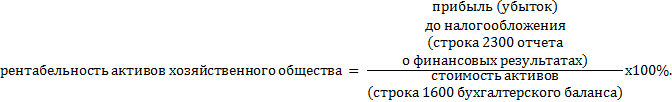 прибыль (убыток)
до налогообложения
(строка 2300 отчета
о финансовых результатах)
рентабельность активов хозяйственного общества = x100%.
стоимость активов
(строка 1600 бухгалтерского баланса)